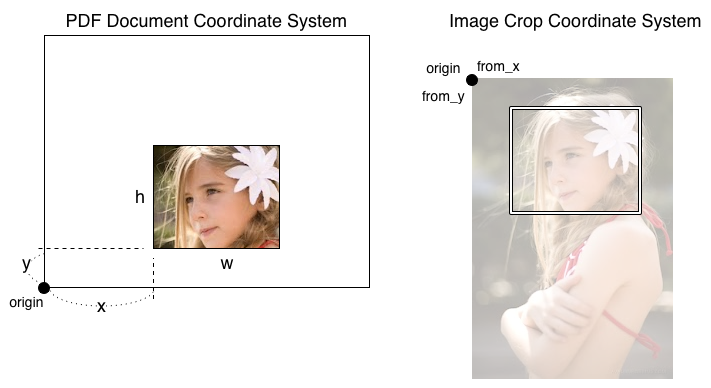 PDF Document Coordinate System
h
w
y
origin
x
Image Crop Coordinate System
origin
from_x
from_y